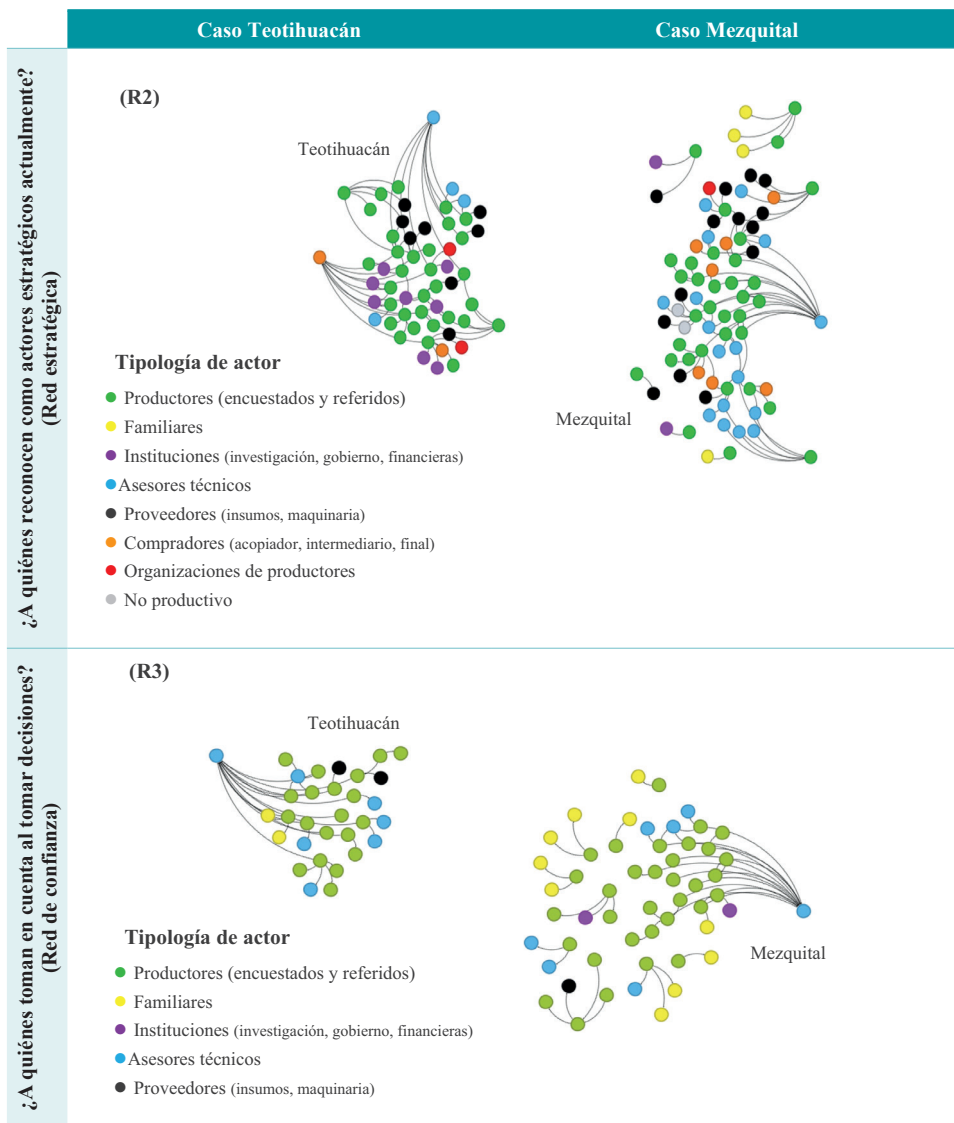 Caso Teotihuacán
Caso Mezquital
¿A quiénes reconocen como actores estratégicos actualmente?
(Red estratégica)
(R2)
Teotihuacán
Mezquital
Tipología de actor
Productores (encuestados y referidos)
Familiares
Instituciones (investigación, gobierno, financieras)
Asesores técnicos
Proveedores (insumos, maquinaria)
Compradores (acopiador, intermediario, final)
Organizaciones de productores
No productivo
¿A quiénes toman en cuenta al tomar decisiones?
(Red de confianza)
(R3)
Teotihuacán
Mezquital
Tipología de actor
Productores (encuestados y referidos)
Familiares
Instituciones (investigación, gobierno, financieras)
Asesores técnicos
Proveedores (insumos, maquinaria)